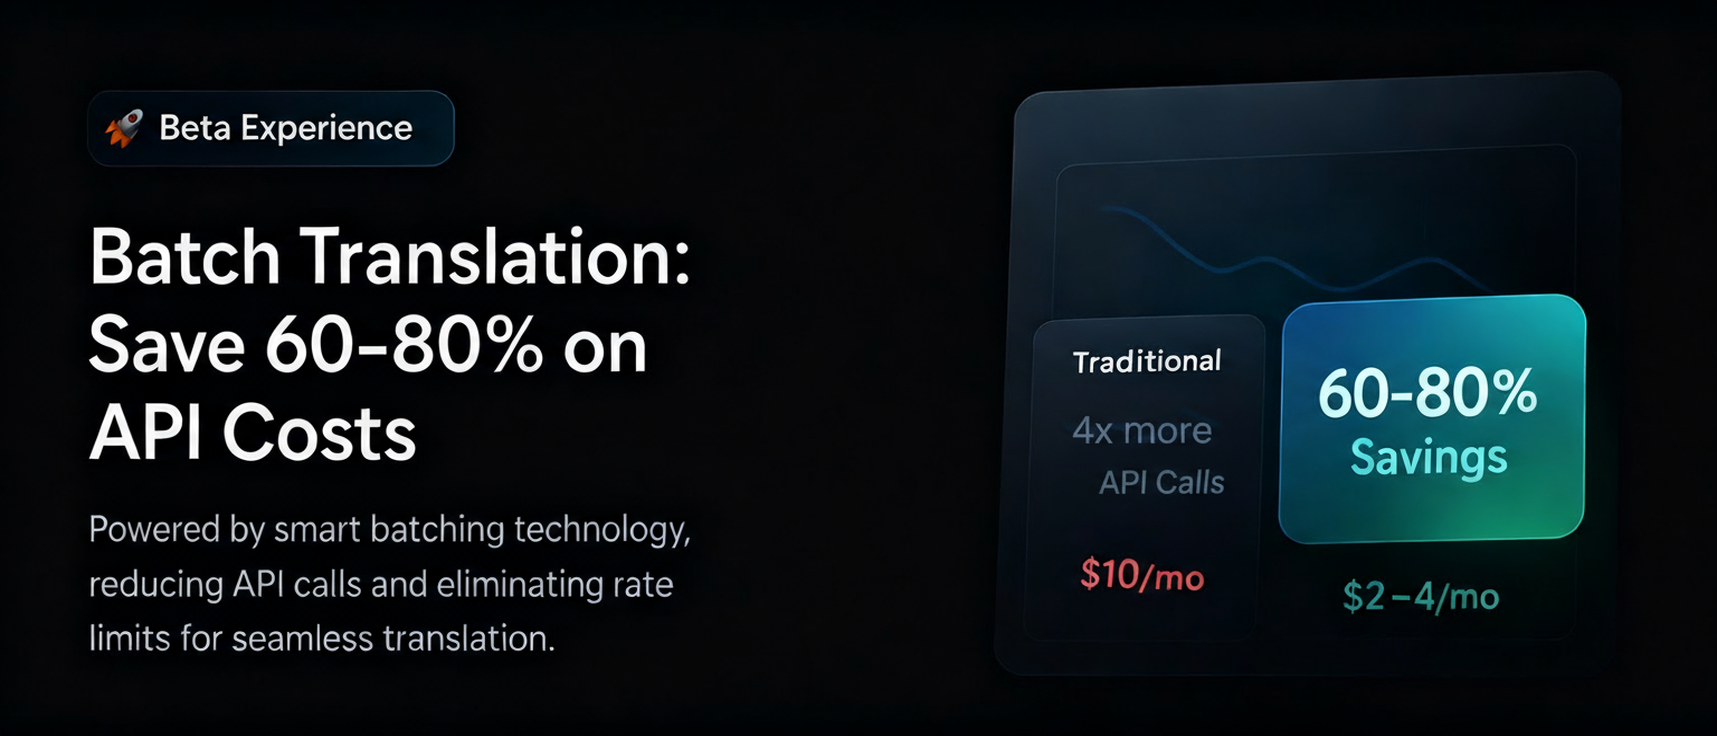 🚀 Beta Experience
Batch Translation:
Save 60–80% on
API Costs
Powered by smart batching technology,
reducing API calls and eliminating rate
limits for seamless translation.
Traditional
4x more
API Calls
$10/mo
60-80%
Savings
$2–4/mo